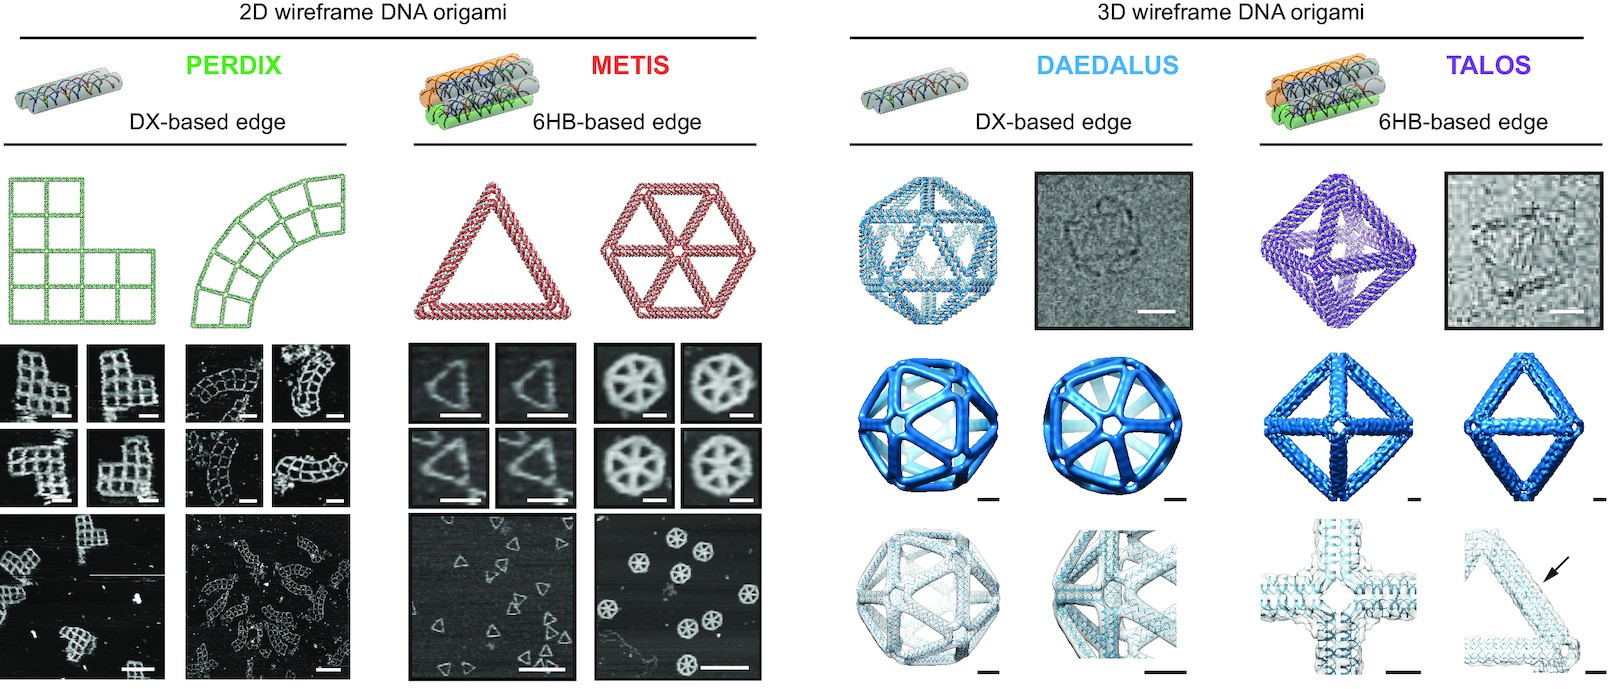 2D wireframe DNA origami
3D wireframe DNA origami
PERDIX
DX-based edge
METIS
6HB-based edge
DAEDALUS
DX-based edge
TALOS
6HB-based edge